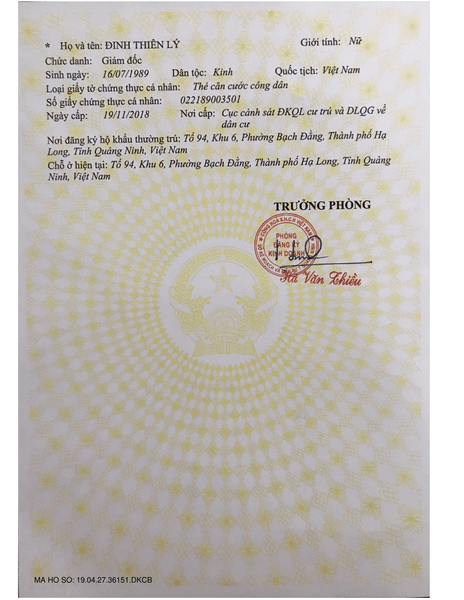 * Họ và tên: ĐINH THIÊN LÝ Giới tính: Nữ
Chức danh: Giám đốc
Sinh ngày: 16/07/1989 Dân tộc: Kinh Quốc tịch: Việt Nam
Loại giấy tờ chứng thực cá nhân: Thẻ căn cước công dân
Số giấy chứng thực cá nhân: 022189003501
Ngày cấp: 19/11/2018 Nơi cấp: Cục cảnh sát ĐKQL cư trú và DLQG về
dân cư
Nơi đăng ký hộ khẩu thường trú: Tổ 94, Khu 6, Phường Bạch Đằng, Thành phố Hạ
Long, Tỉnh Quảng Ninh, Việt Nam
Chỗ ở hiện tại: Tổ 94, Khu 6, Phường Bạch Đằng, Thành phố Hạ Long, Tỉnh Quảng
Ninh, Việt Nam
TRƯỞNG PHÒNG
PHÒNG
ĐĂNG KÝ
KINH DOANH
Hà Văn Thiều
MA HO SO: 19.04.27.36151.DKCB